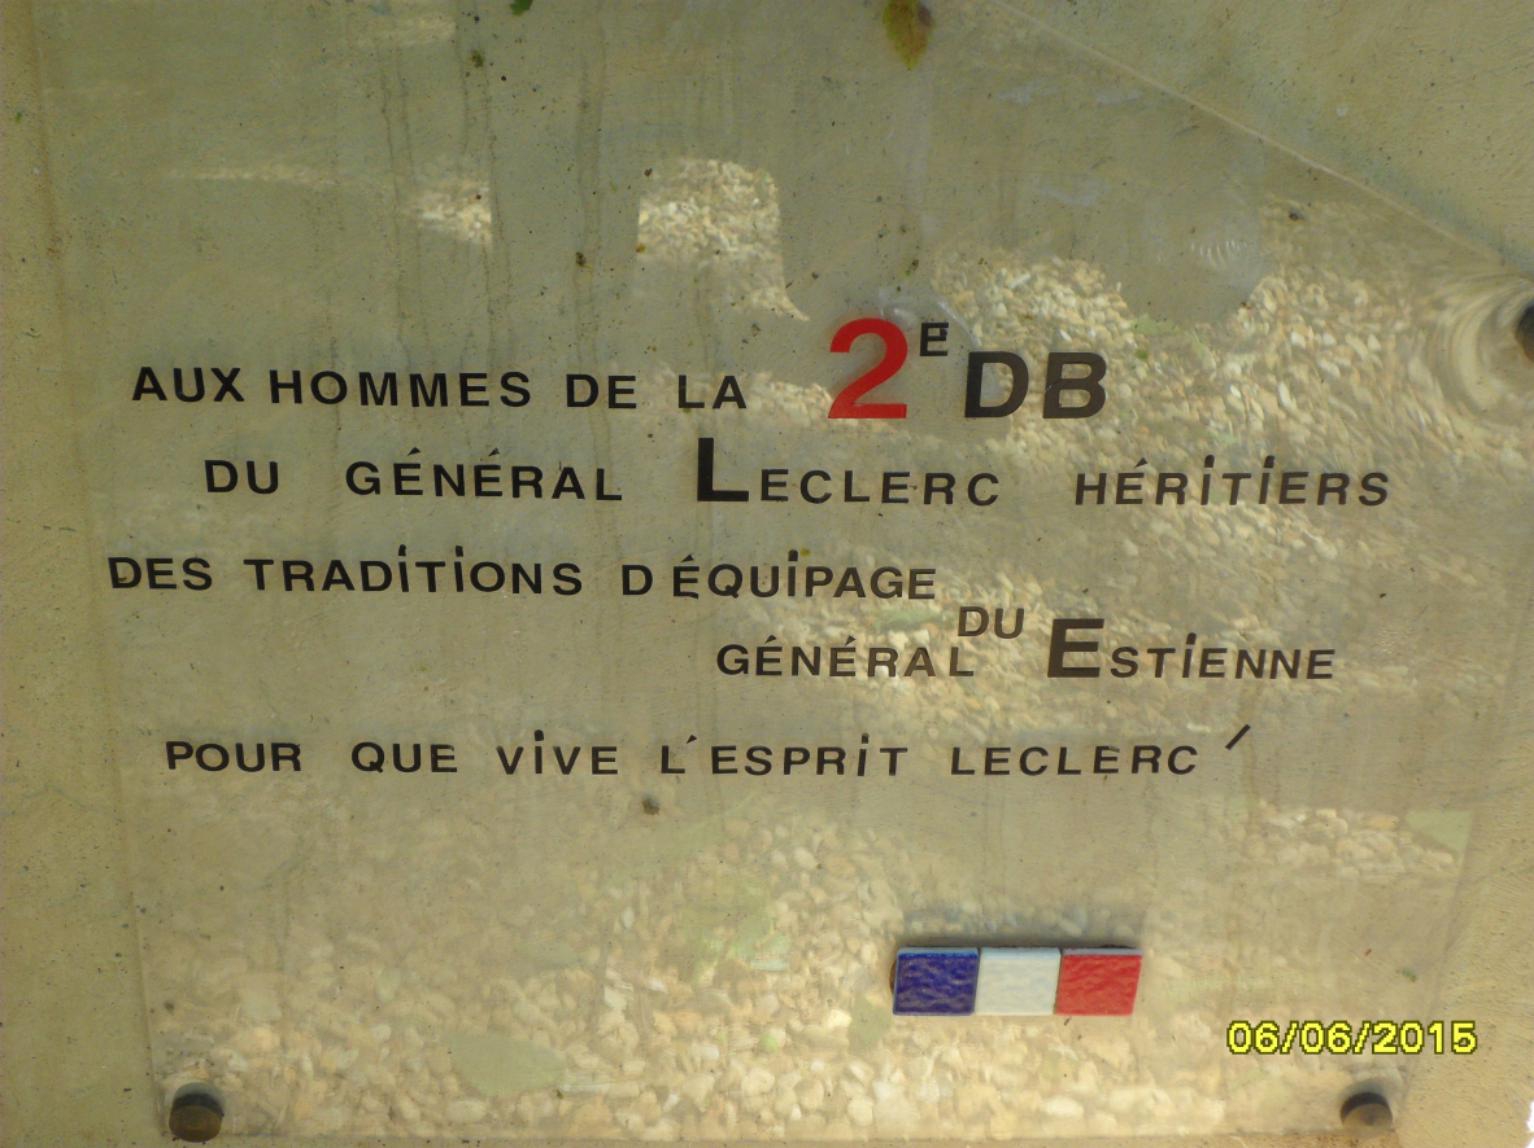 AUX HOMMES DE LA 2E DB
DU GÉNÉRAL LECLERC HÉRiTiERS
DES TRADiTiONS D ÉQUiPAGE
DU
GÉNÉRAL ESTiENNE
POUR QUE ViVE L'ESPRiT LECLERC'
06/06/2015